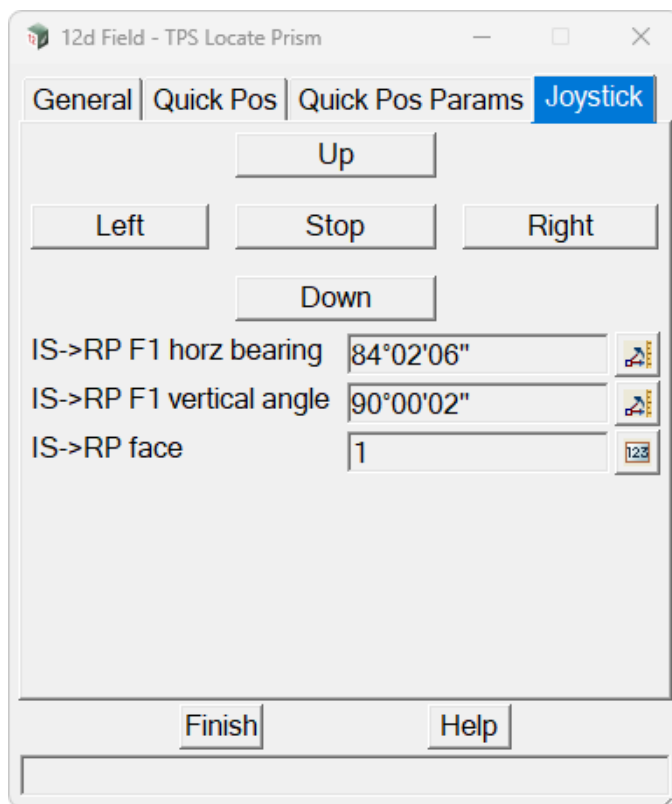 12d Field - TPS Locate Prism
General Quick Pos Quick Pos Params Joystick
Up
Left Stop Right
Down
IS->RP F1 horz bearing 84°02'06"
IS->RP F1 vertical angle 90°00'02"
IS->RP face 1 123
Finish Help